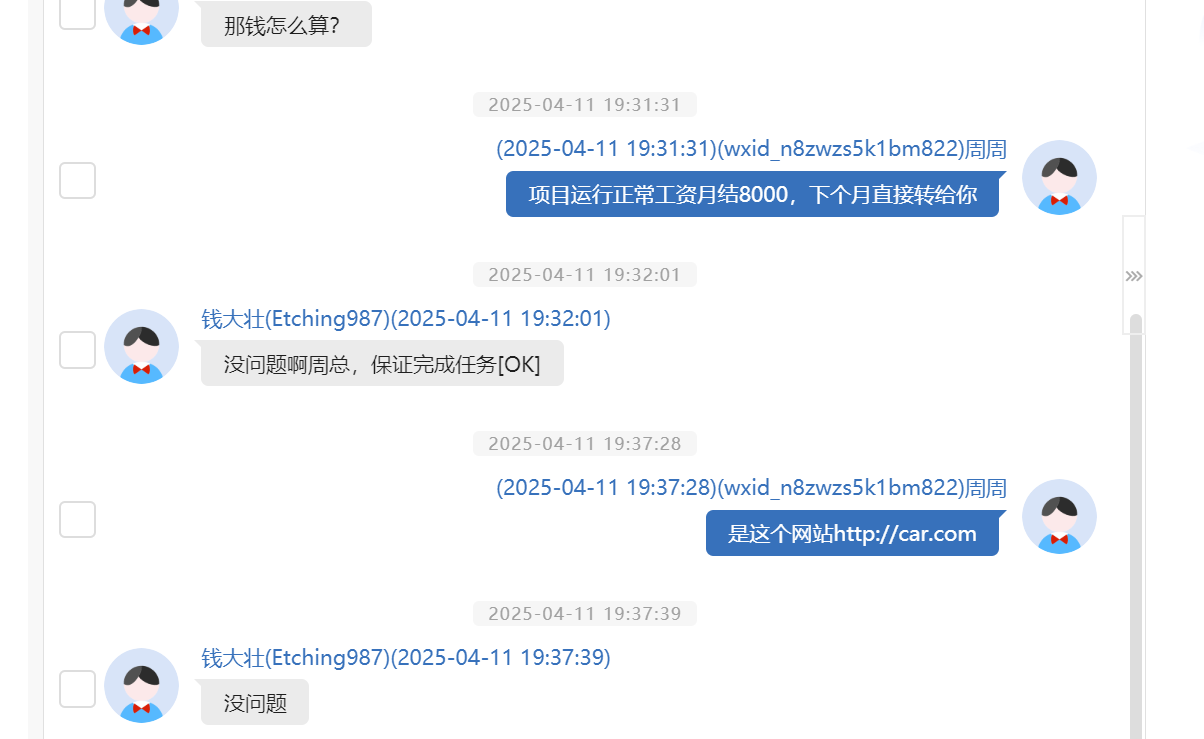 那钱怎么算？
2025-04-11 19:31:31
(2025-04-11 19:31:31)(wxid_n8zwzs5k1bm822)周周
项目运行正常工资月结8000，下个月直接转给你
2025-04-11 19:32:01
钱大壮(Etching987)(2025-04-11 19:32:01)
没问题啊周总，保证完成任务[OK]
2025-04-11 19:37:28
(2025-04-11 19:37:28)(wxid_n8zwzs5k1bm822)周周
是这个网站http://car.com
2025-04-11 19:37:39
钱大壮(Etching987)(2025-04-11 19:37:39)
没问题